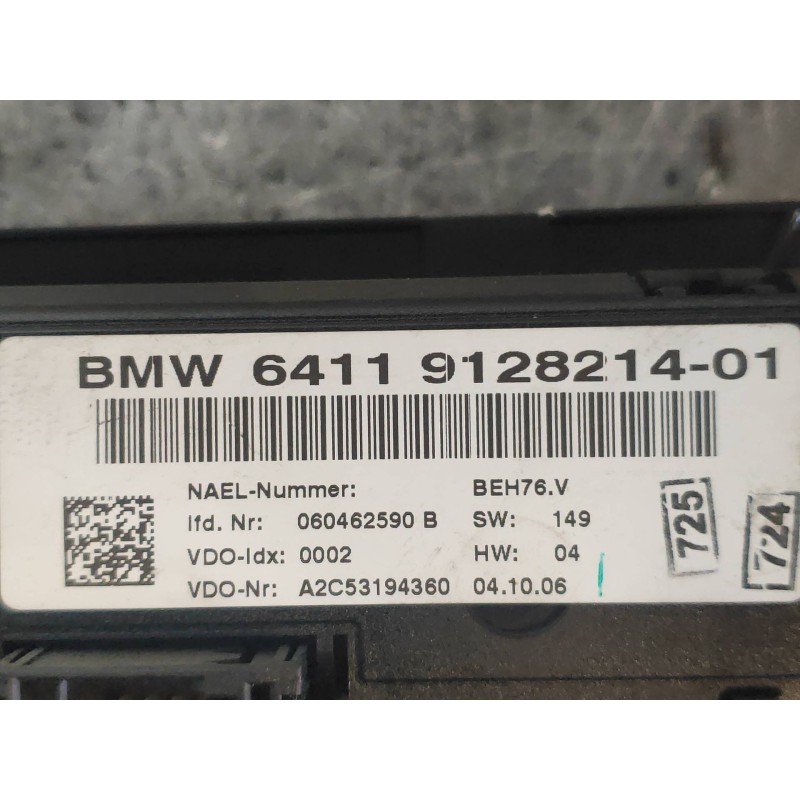 BMW 6411 9128214-01
NAEL-Nummer: BEH76.V
lfd. Nr: 060462590 B SW: 149
VDO-Idx: 0002 HW: 04
VDO-Nr: A2C53194360 04.10.06
725
724